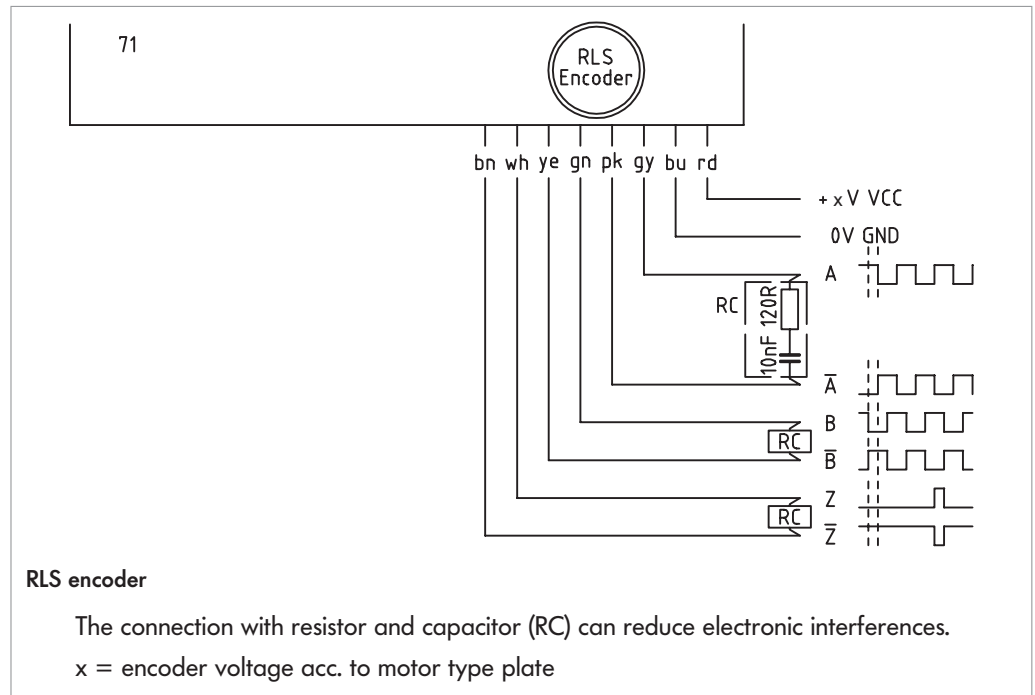 71
RLS
Encoder
bn wh ye gn pk gy bu rd
+ x V VCC
0V GND
A
RC
120R
10nF
A̅
B
RC
B̅
Z
RC
Z̅
RLS encoder
The connection with resistor and capacitor (RC) can reduce electronic interferences.
x = encoder voltage acc. to motor type plate